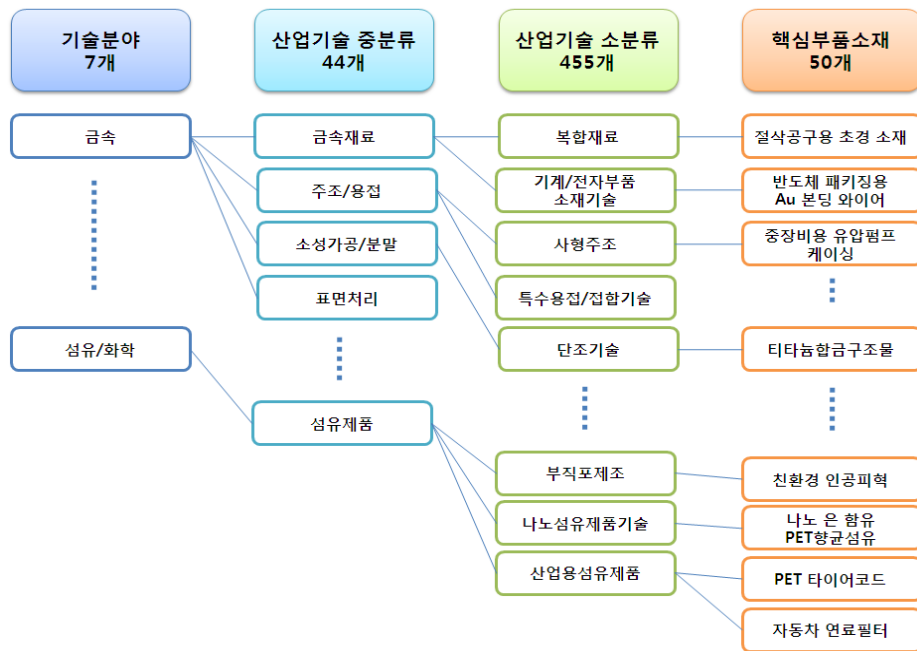 기술분야
7개
산업기술 중분류
44개
산업기술 소분류
455개
핵심부품소재
50개
금속
금속재료
복합재료
절삭공구용 초경 소재
주조/용접
기계/전자부품
소재기술
반도체 패키징용
Au 본딩 와이어
소성가공/분말
사형주조
중장비용 유압펌프
케이싱
표면처리
특수용접/접합기술
섬유/화학
단조기술
티타늄합금구조물
섬유제품
부직포제조
친환경 인공피혁
나노섬유제품기술
나노 은 함유
PET향균섬유
산업용섬유제품
PET 타이어코드
자동차 연료필터